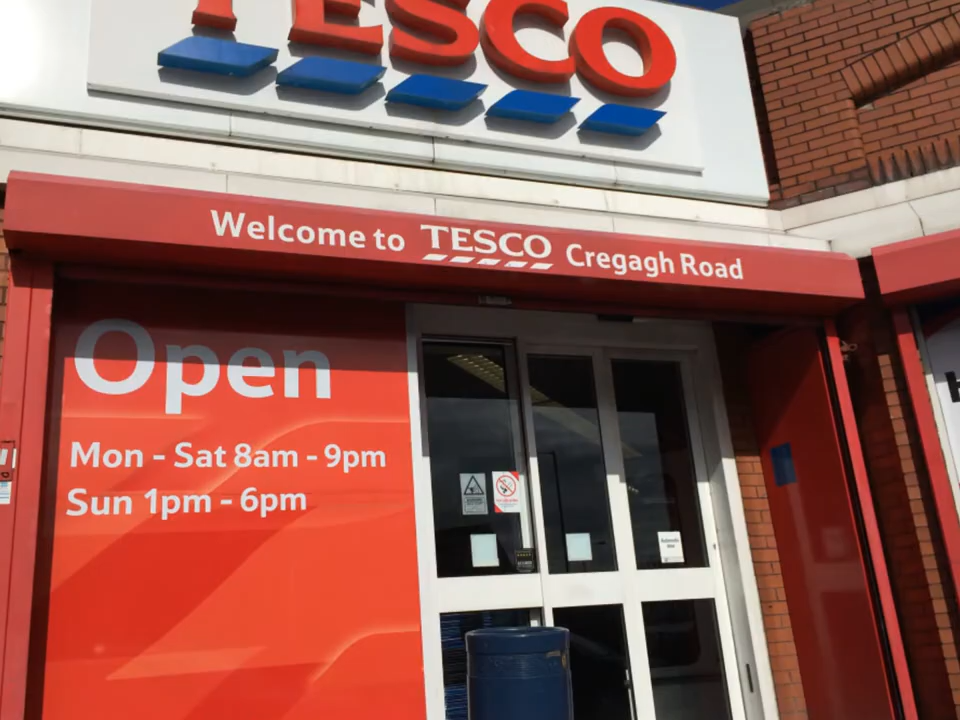 TESCO
Welcome to TESCO Cregagh Road
Open
Mon - Sat 8am - 9pm
Sun 1pm - 6pm